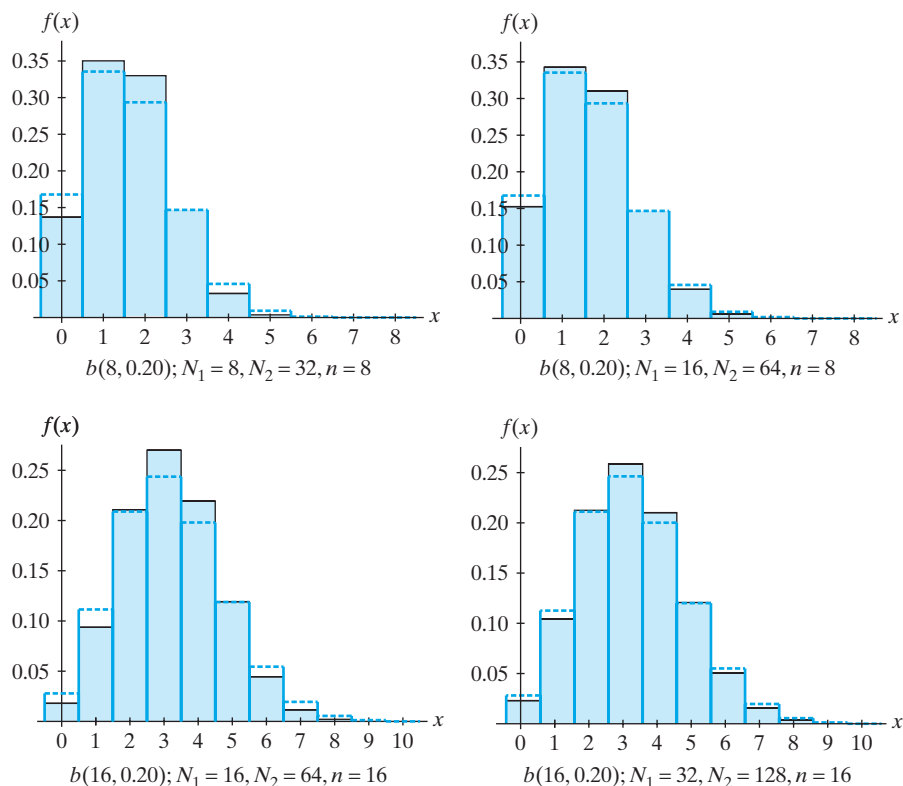 f(x)
0.35
0.30
0.25
0.20
0.15
0.10
0.05
0 1 2 3 4 5 6 7 8 x
b(8, 0.20); N₁ = 8, N₂ = 32, n = 8
f(x)
0.35
0.30
0.25
0.20
0.15
0.10
0.05
0 1 2 3 4 5 6 7 8 x
b(8, 0.20); N₁ = 16, N₂ = 64, n = 8
f(x)
0.25
0.20
0.15
0.10
0.05
0 1 2 3 4 5 6 7 8 9 10 x
b(16, 0.20); N₁ = 16, N₂ = 64, n = 16
f(x)
0.25
0.20
0.15
0.10
0.05
0 1 2 3 4 5 6 7 8 9 10 x
b(16, 0.20); N₁ = 32, N₂ = 128, n = 16